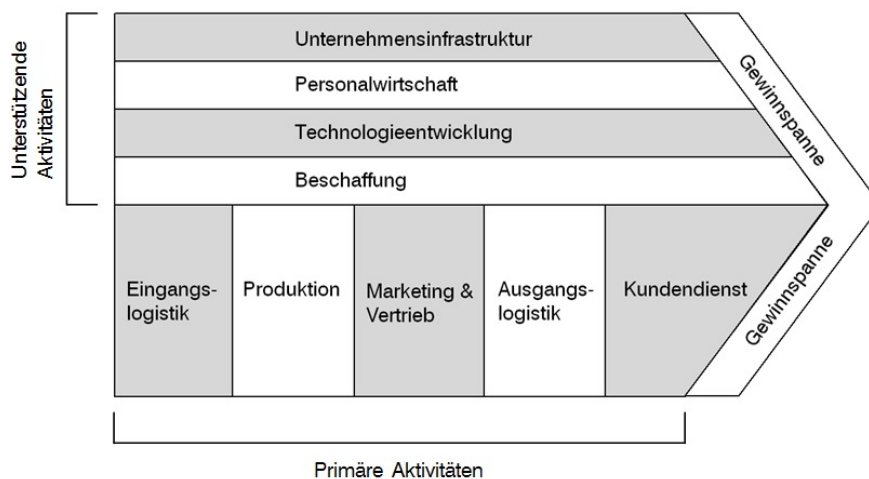 Unterstützende
Aktivitäten
Unternehmensinfrastruktur
Personalwirtschaft
Technologieentwicklung
Beschaffung
Gewinnspanne
Eingangs-
logistik
Produktion
Marketing &
Vertrieb
Ausgangs-
logistik
Kundendienst
Gewinnspanne
Primäre Aktivitäten